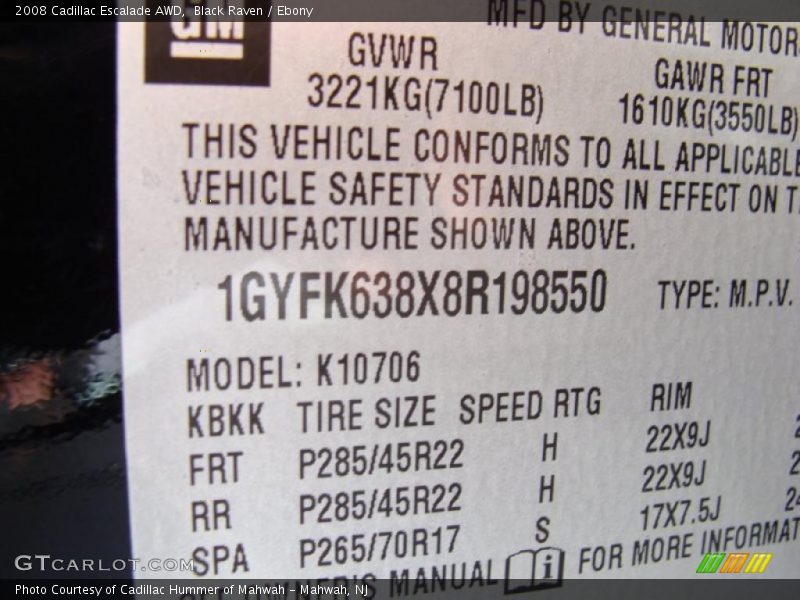 2008 Cadillac Escalade AWD, Black Raven / Ebony
GM
MFD BY GENERAL MOTOR
GVWR
GAWR FRT
3221KG(7100LB)
1610KG(3550LB)
THIS VEHICLE CONFORMS TO ALL APPLICABLE
VEHICLE SAFETY STANDARDS IN EFFECT ON
MANUFACTURE SHOWN ABOVE.
1GYFK638X8R198550 TYPE: M.P.V.
MODEL: K10706
KBKK TIRE SIZE SPEED RTG RIM
FRT P285/45R22 H 22X9J
RR P285/45R22 H 22X9J
SPA P265/70R17 S 17X7.5J
OWNER'S MANUAL i FOR MORE INFORMAT
GTCARLOT.COM
Photo Courtesy of Cadillac Hummer of Mahwah - Mahwah, NJ